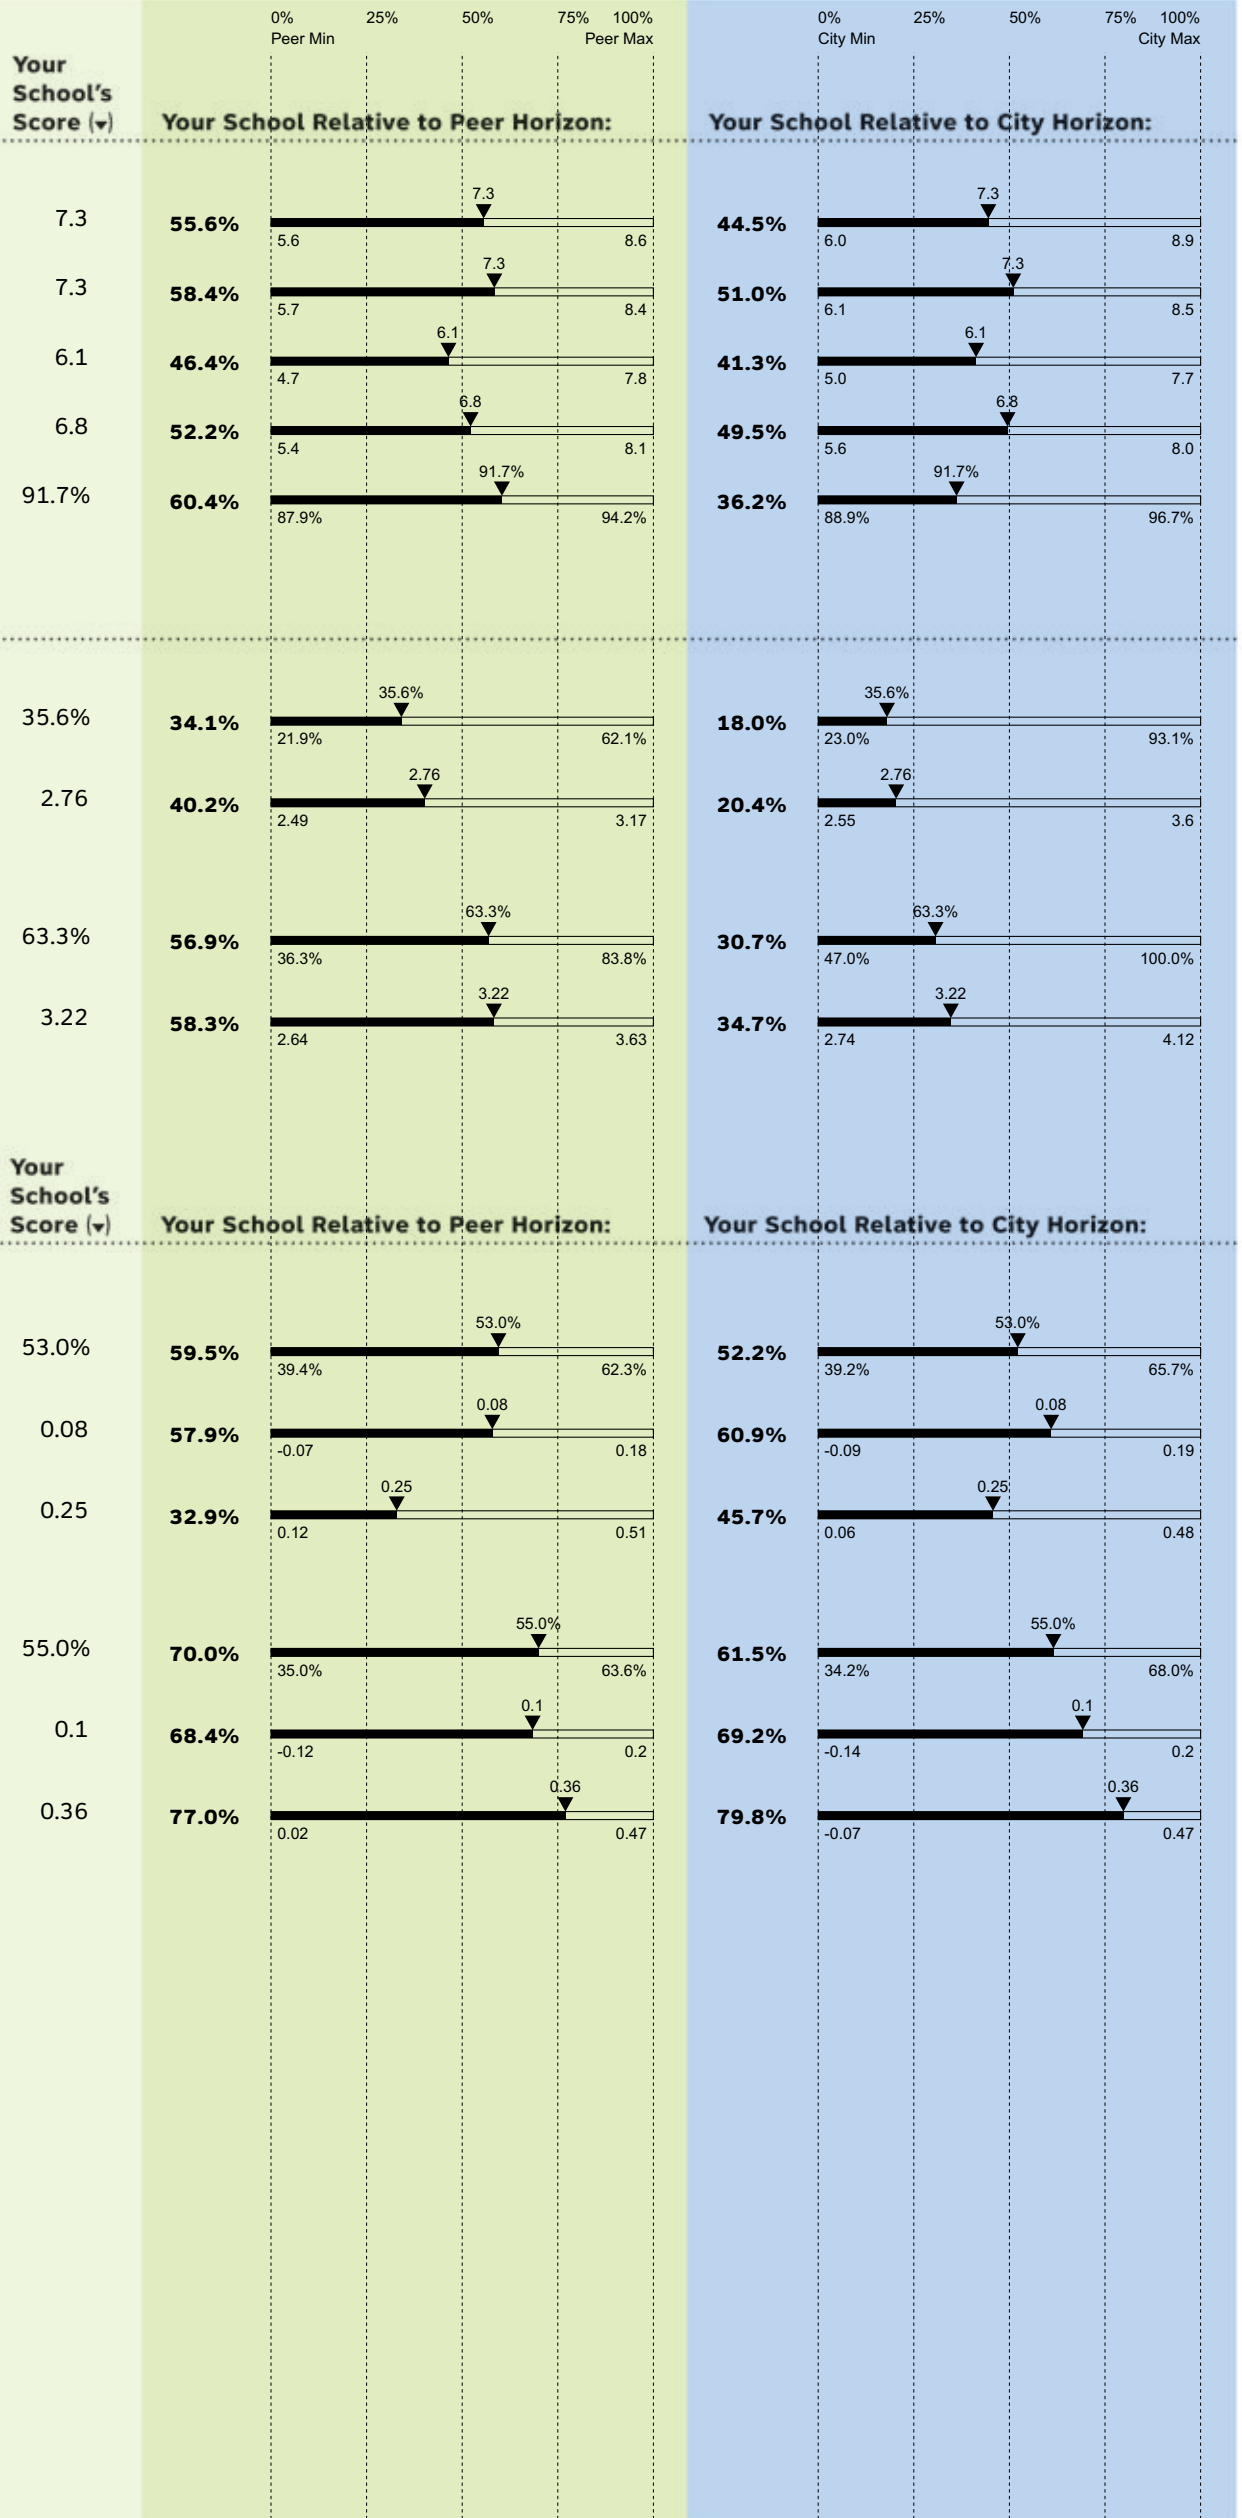 0% 25% 50% 75% 100% 0% 25% 50% 75% 100%
Peer Min Peer Max City Min City Max
Your
School's
Score (▾) Your School Relative to Peer Horizon: Your School Relative to City Horizon:
7.3 7.3
7.3 55.6% 44.5%
5.6 8.6 6.0 8.9
7.3 7.3
7.3 58.4% 51.0%
5.7 8.4 6.1 8.5
6.1 6.1
6.1 46.4% 41.3%
4.7 7.8 5.0 7.7
6.8 6.8
6.8 52.2% 49.5%
5.4 8.1 5.6 8.0
91.7% 91.7%
91.7% 60.4% 36.2%
87.9% 94.2% 88.9% 96.7%
35.6% 35.6%
35.6% 34.1% 18.0%
21.9% 62.1% 23.0% 93.1%
2.76 2.76
2.76 40.2% 20.4%
2.49 3.17 2.55 3.6
63.3% 63.3%
63.3% 56.9% 30.7%
36.3% 83.8% 47.0% 100.0%
3.22 3.22
3.22 58.3% 34.7%
2.64 3.63 2.74 4.12
Your
School's
Score (▾) Your School Relative to Peer Horizon: Your School Relative to City Horizon:
53.0% 53.0%
53.0% 59.5% 52.2%
39.4% 62.3% 39.2% 65.7%
0.08 0.08
0.08 57.9% 60.9%
-0.07 0.18 -0.09 0.19
0.25 0.25
0.25 32.9% 45.7%
0.12 0.51 0.06 0.48
55.0% 55.0%
55.0% 70.0% 61.5%
35.0% 63.6% 34.2% 68.0%
0.1 0.1
0.1 68.4% 69.2%
-0.12 0.2 -0.14 0.2
0.36 0.36
0.36 77.0% 79.8%
0.02 0.47 -0.07 0.47